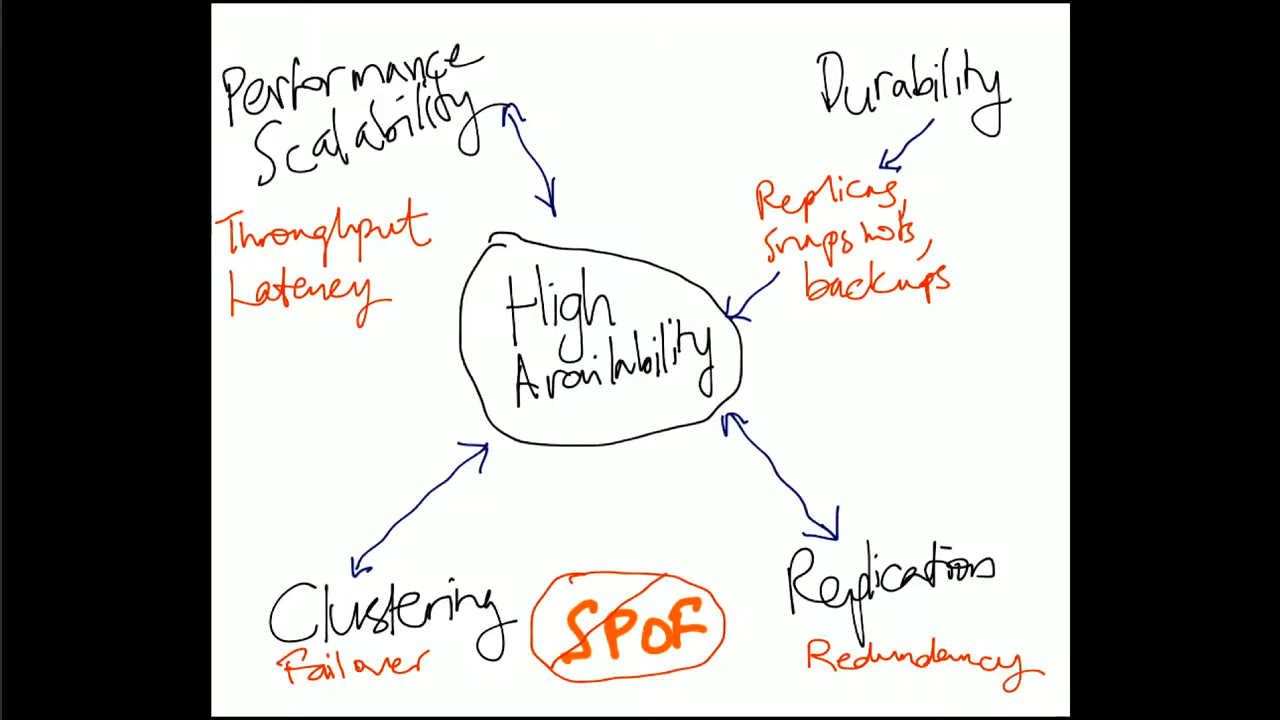 Performance
Scalability
Throughput
Latency
Durability
Replicas,
snapshots,
backups
High
Availability
Clustering
Failover
SPOF
Replication
Redundancy